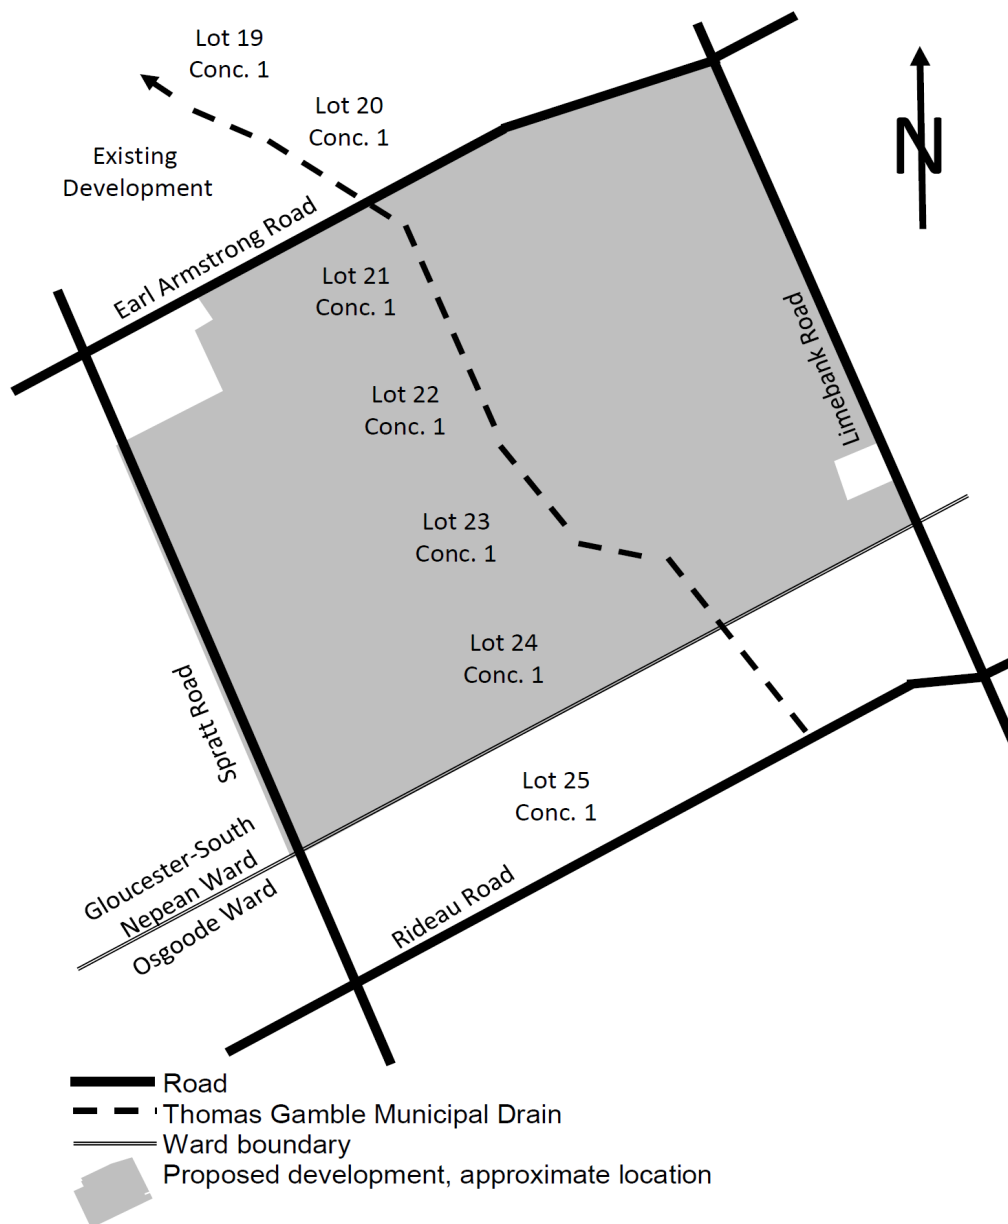 Lot 19
Conc. 1
Lot 20
Conc. 1
Existing
Development
N
Earl Armstrong Road
Lot 21
Conc. 1
Limebank Road
Lot 22
Conc. 1
Lot 23
Conc. 1
Lot 24
Conc. 1
Spratt Road
Lot 25
Conc. 1
Gloucester-South
Nepean Ward
Osgoode Ward
Rideau Road
Road
Thomas Gamble Municipal Drain
Ward boundary
Proposed development, approximate location